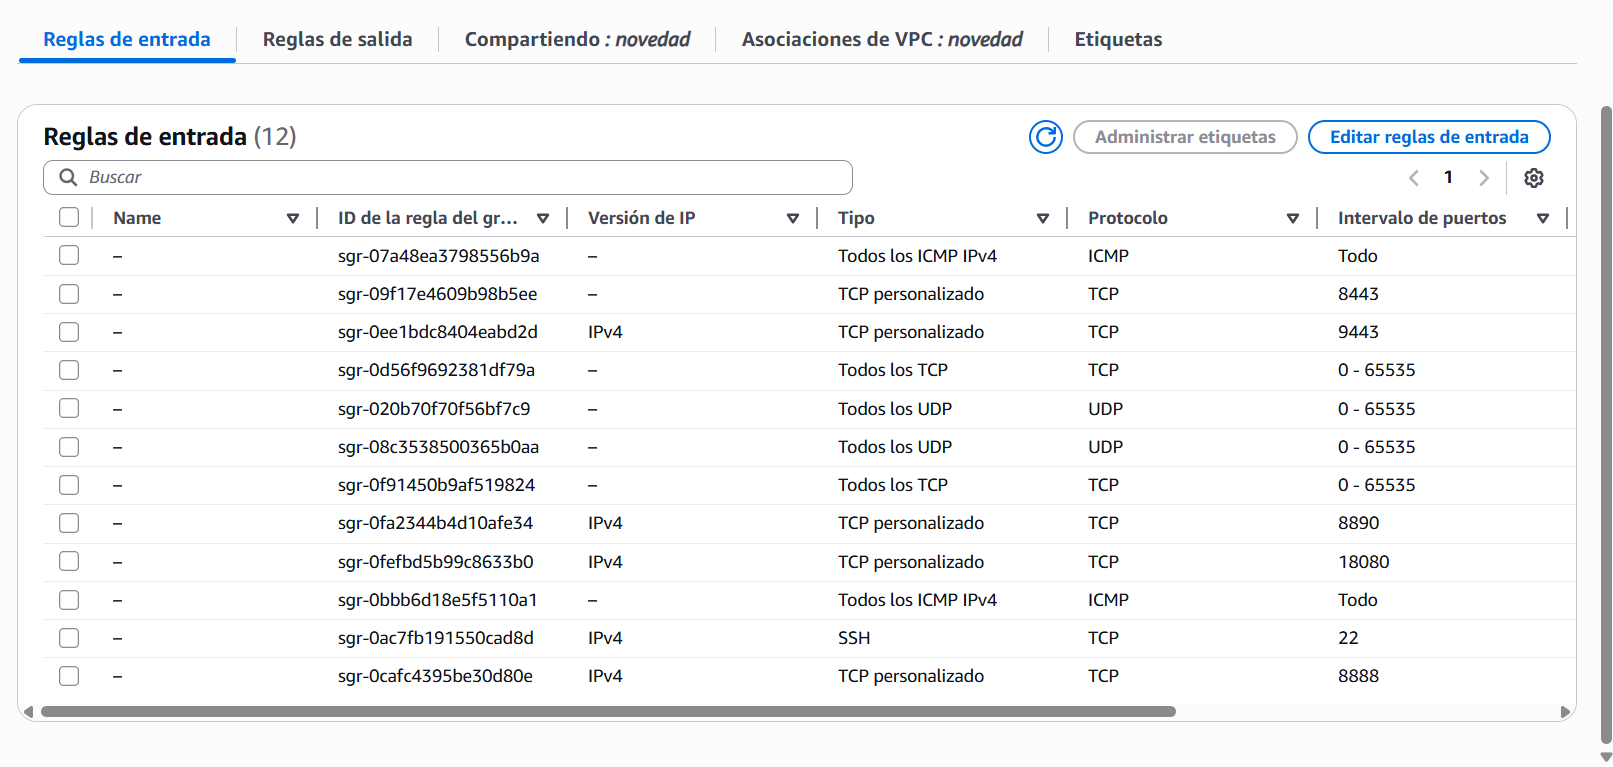 Reglas de entrada Reglas de salida Compartiendo : novedad Asociaciones de VPC : novedad Etiquetas
Reglas de entrada (12) Administrar etiquetas Editar reglas de entrada
Buscar 1
Name ID de la regla del gr... Versión de IP Tipo Protocolo Intervalo de puertos
– sgr-07a48ea3798556b9a – Todos los ICMP IPv4 ICMP Todo
– sgr-09f17e4609b98b5ee – TCP personalizado TCP 8443
– sgr-0ee1bdc8404eabd2d IPv4 TCP personalizado TCP 9443
– sgr-0d56f9692381df79a – Todos los TCP TCP 0 - 65535
– sgr-020b70f70f56bf7c9 – Todos los UDP UDP 0 - 65535
– sgr-08c3538500365b0aa – Todos los UDP UDP 0 - 65535
– sgr-0f91450b9af519824 – Todos los TCP TCP 0 - 65535
– sgr-0fa2344b4d10afe34 IPv4 TCP personalizado TCP 8890
– sgr-0fefbd5b99c8633b0 IPv4 TCP personalizado TCP 18080
– sgr-0bbb6d18e5f5110a1 – Todos los ICMP IPv4 ICMP Todo
– sgr-0ac7fb191550cad8d IPv4 SSH TCP 22
– sgr-0cafc4395be30d80e IPv4 TCP personalizado TCP 8888